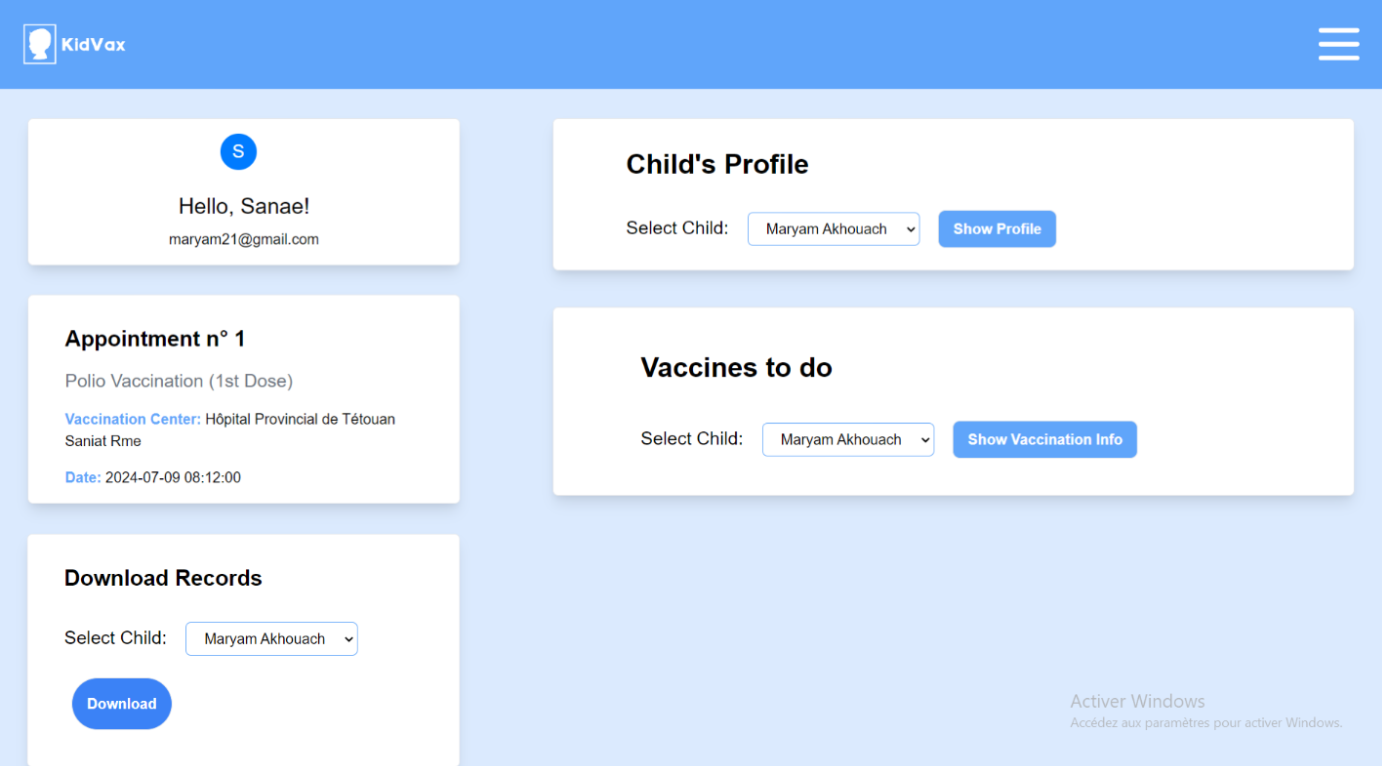 KidVax
S
Hello, Sanae!
maryam21@gmail.com
Appointment n° 1
Polio Vaccination (1st Dose)
Vaccination Center: Hôpital Provincial de Tétouan
Saniat Rme
Date: 2024-07-09 08:12:00
Download Records
Select Child: Maryam Akhouach
Download
Child's Profile
Select Child: Maryam Akhouach Show Profile
Vaccines to do
Select Child: Maryam Akhouach Show Vaccination Info
Activer Windows
Accédez aux paramètres pour activer Windows.